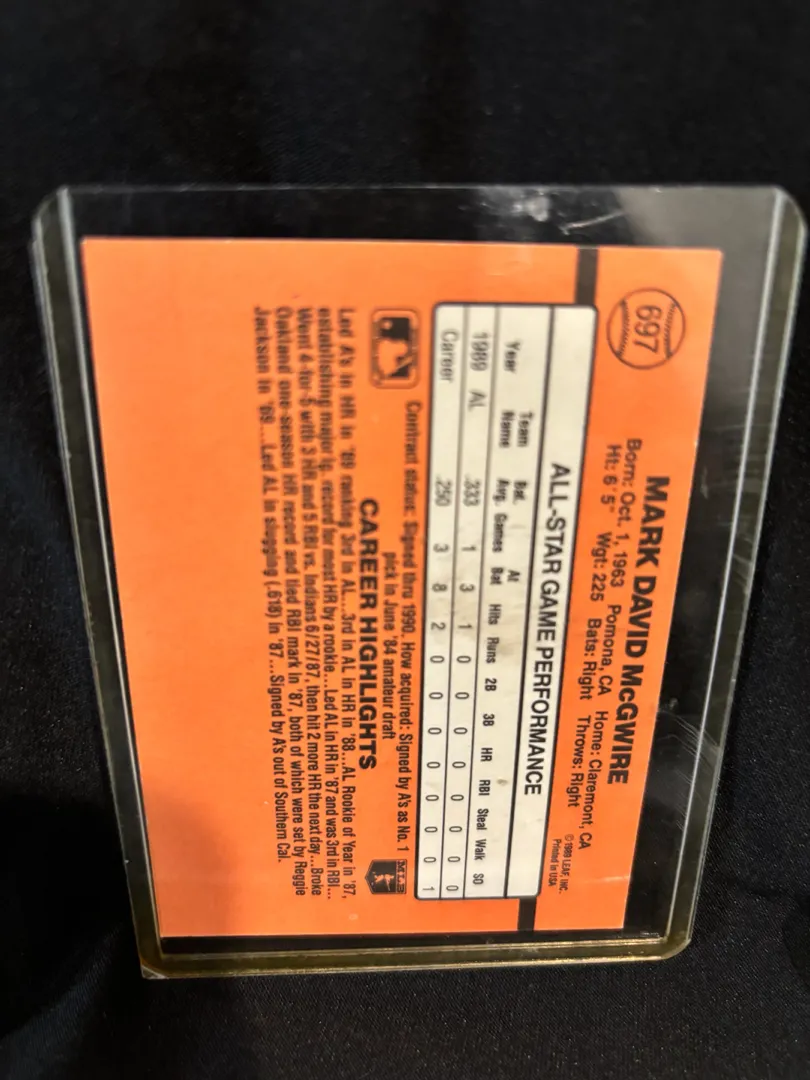 697
MARK DAVID McGWIRE
Born: Oct. 1, 1963 Pomona, CA Home: Claremont, CA
Ht: 6' 5" Wgt: 225 Bats: Right Throws: Right
© 1989 LEAF, INC.
Printed in USA
ALL-STAR GAME PERFORMANCE
Year Team Name Bat. Avg. Games At Bat Hits Runs 2B 3B HR RBI Steal Walk SO
1989 AL .333 1 3 1 0 0 0 0 0 0 0 0
Career .250 3 8 2 0 0 0 0 0 0 0 1
Contract status: Signed thru 1990. How acquired: Signed by A's as No. 1
pick in June '84 amateur draft
MLB
CAREER HIGHLIGHTS
Led A's in HR in '89 ranking 3rd in AL...3rd in AL in HR in '88...AL Rookie of Year in '87,
establishing major lg. record for most HR by a rookie...Led AL in HR in '87 and was 3rd in RBI...
Went 4-for-5 with 3 HR and 5 RBI vs. Indians 6/27/87, then hit 2 more HR the next day...Broke
Oakland one-season HR record and tied RBI mark in '87, both of which were set by Reggie
Jackson in '69...Led AL in slugging (.618) in '87...Signed by A's out of Southern Cal.